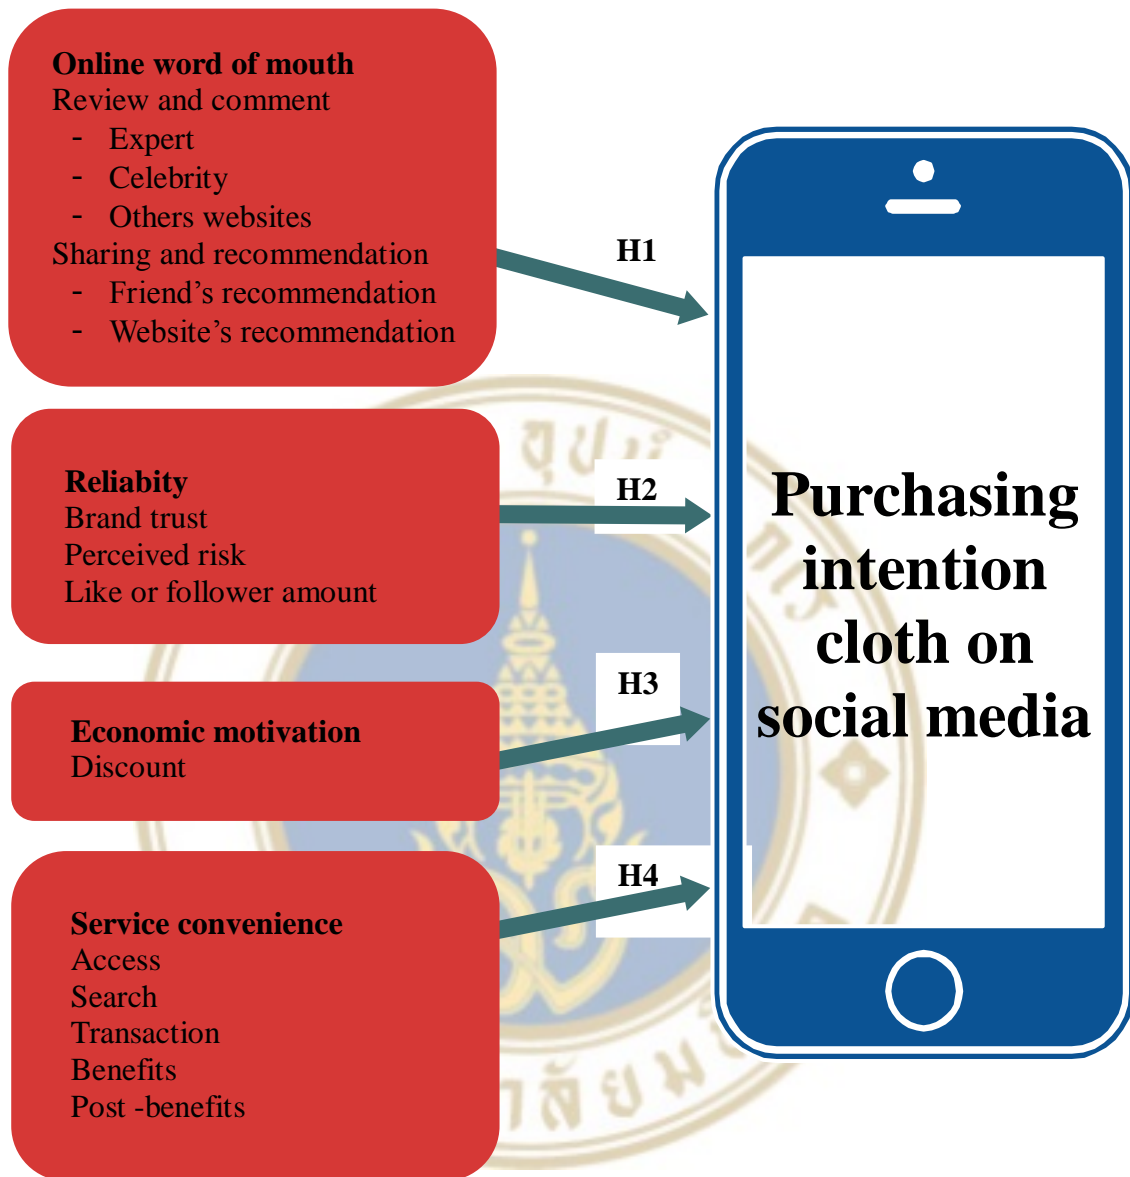 Online word of mouth
Review and comment
- Expert
- Celebrity
- Others websites
Sharing and recommendation
- Friend's recommendation
- Website's recommendation
H1
Reliabity
Brand trust
Perceived risk
Like or follower amount
H2
Economic motivation
Discount
H3
Service convenience
Access
Search
Transaction
Benefits
Post -benefits
H4
Purchasing
intention
cloth on
social media